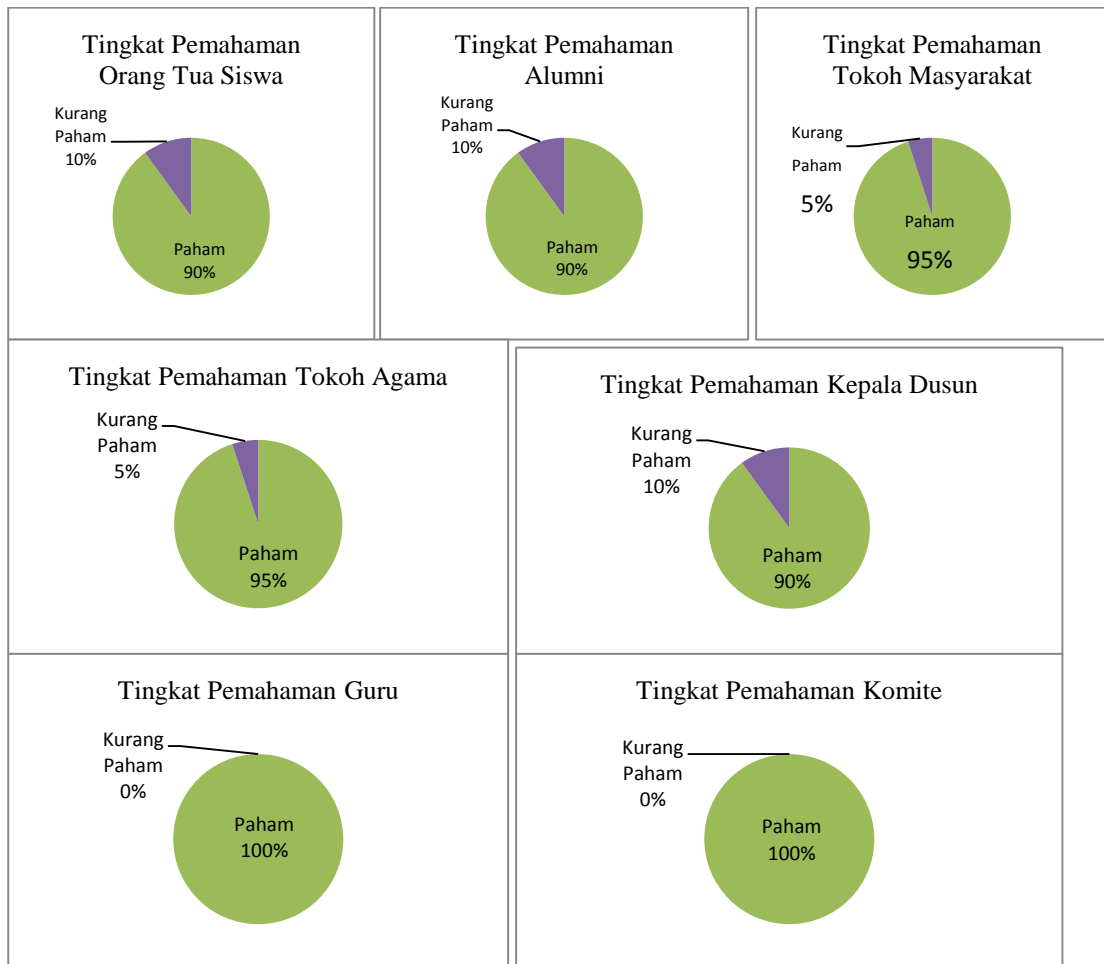 Tingkat Pemahaman
Orang Tua Siswa
Kurang
Paham
10%
Paham
90%
Tingkat Pemahaman
Alumni
Kurang
Paham
10%
Paham
90%
Tingkat Pemahaman
Tokoh Masyarakat
Kurang
Paham
5%
Paham
95%
Tingkat Pemahaman Tokoh Agama
Kurang
Paham
5%
Paham
95%
Tingkat Pemahaman Kepala Dusun
Kurang
Paham
10%
Paham
90%
Tingkat Pemahaman Guru
Kurang
Paham
0%
Paham
100%
Tingkat Pemahaman Komite
Kurang
Paham
0%
Paham
100%